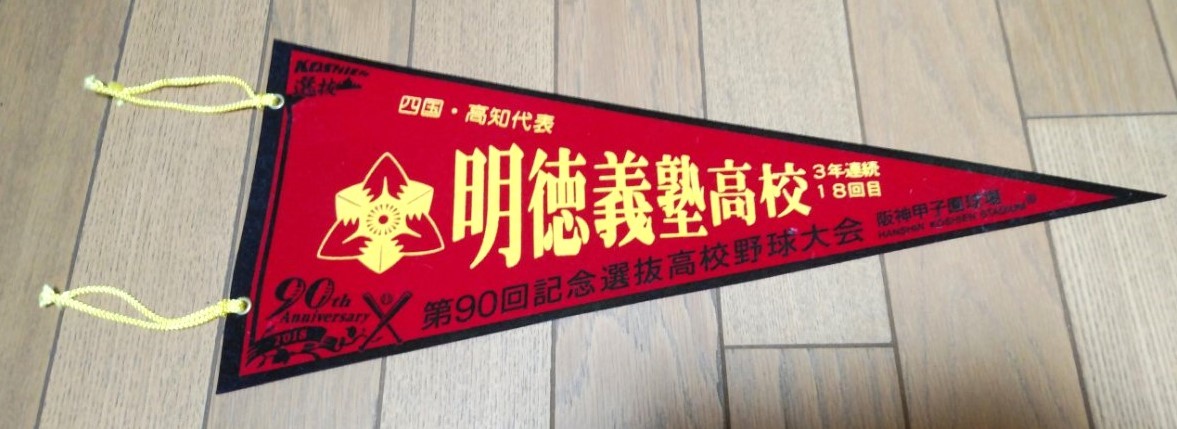 KOSHIEN
選抜
四国・高知代表
明徳義塾高校
3年連続
18回目
90th
Anniversary
2018
第90回記念選抜高校野球大会
阪神甲子園球場
HANSHIN KOSHIEN STADIUM®